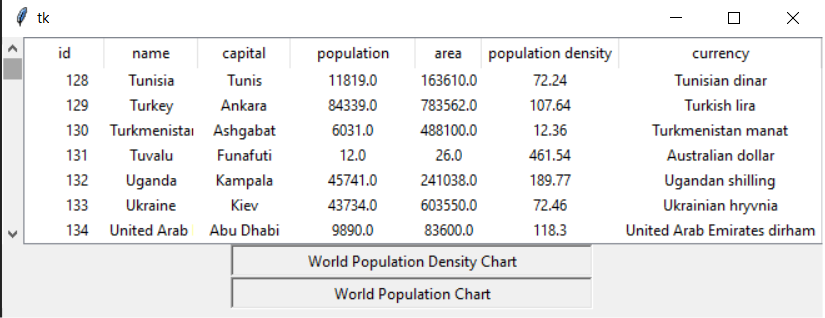 tk
id name capital population area population density currency
128 Tunisia Tunis 11819.0 163610.0 72.24 Tunisian dinar
129 Turkey Ankara 84339.0 783562.0 107.64 Turkish lira
130 Turkmenistan Ashgabat 6031.0 488100.0 12.36 Turkmenistan manat
131 Tuvalu Funafuti 12.0 26.0 461.54 Australian dollar
132 Uganda Kampala 45741.0 241038.0 189.77 Ugandan shilling
133 Ukraine Kiev 43734.0 603550.0 72.46 Ukrainian hryvnia
134 United Arab Abu Dhabi 9890.0 83600.0 118.3 United Arab Emirates dirham
World Population Density Chart
World Population Chart